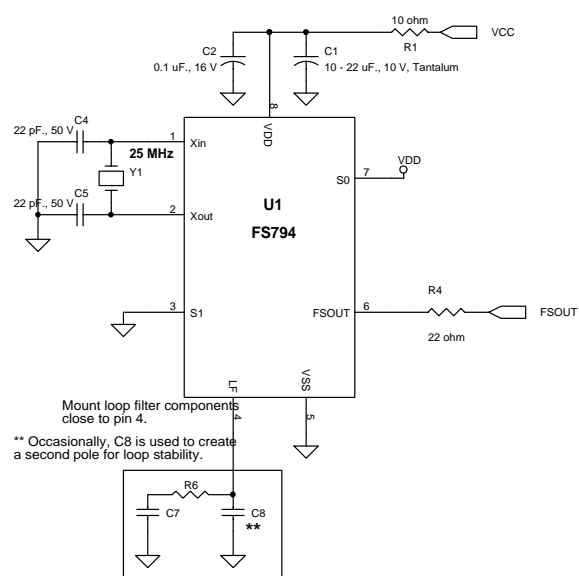 10 ohm
VCC
R1
C2
0.1 uF., 16 V
C1
10 - 22 uF., 10 V, Tantalum
8
VDD
C4
22 pF., 50 V
1
Xin
25 MHz
Y1
C5
22 pF., 50 V
2
Xout
7
VDD
S0
U1
FS794
3
S1
FSOUT
6
R4
FSOUT
22 ohm
LF
4
VSS
5
Mount loop filter components
close to pin 4.
** Occasionally, C8 is used to create
a second pole for loop stability.
R6
C7
C8
**